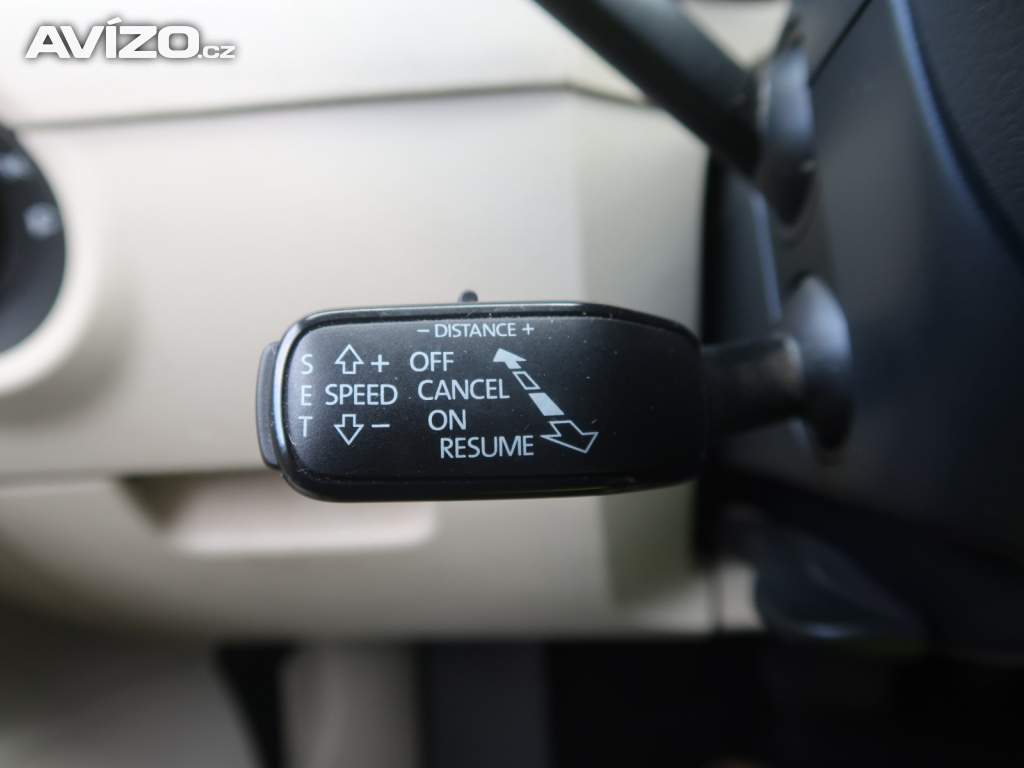 AVÍZO.cz
− DISTANCE +
S + OFF
E SPEED CANCEL
T − ON
RESUME